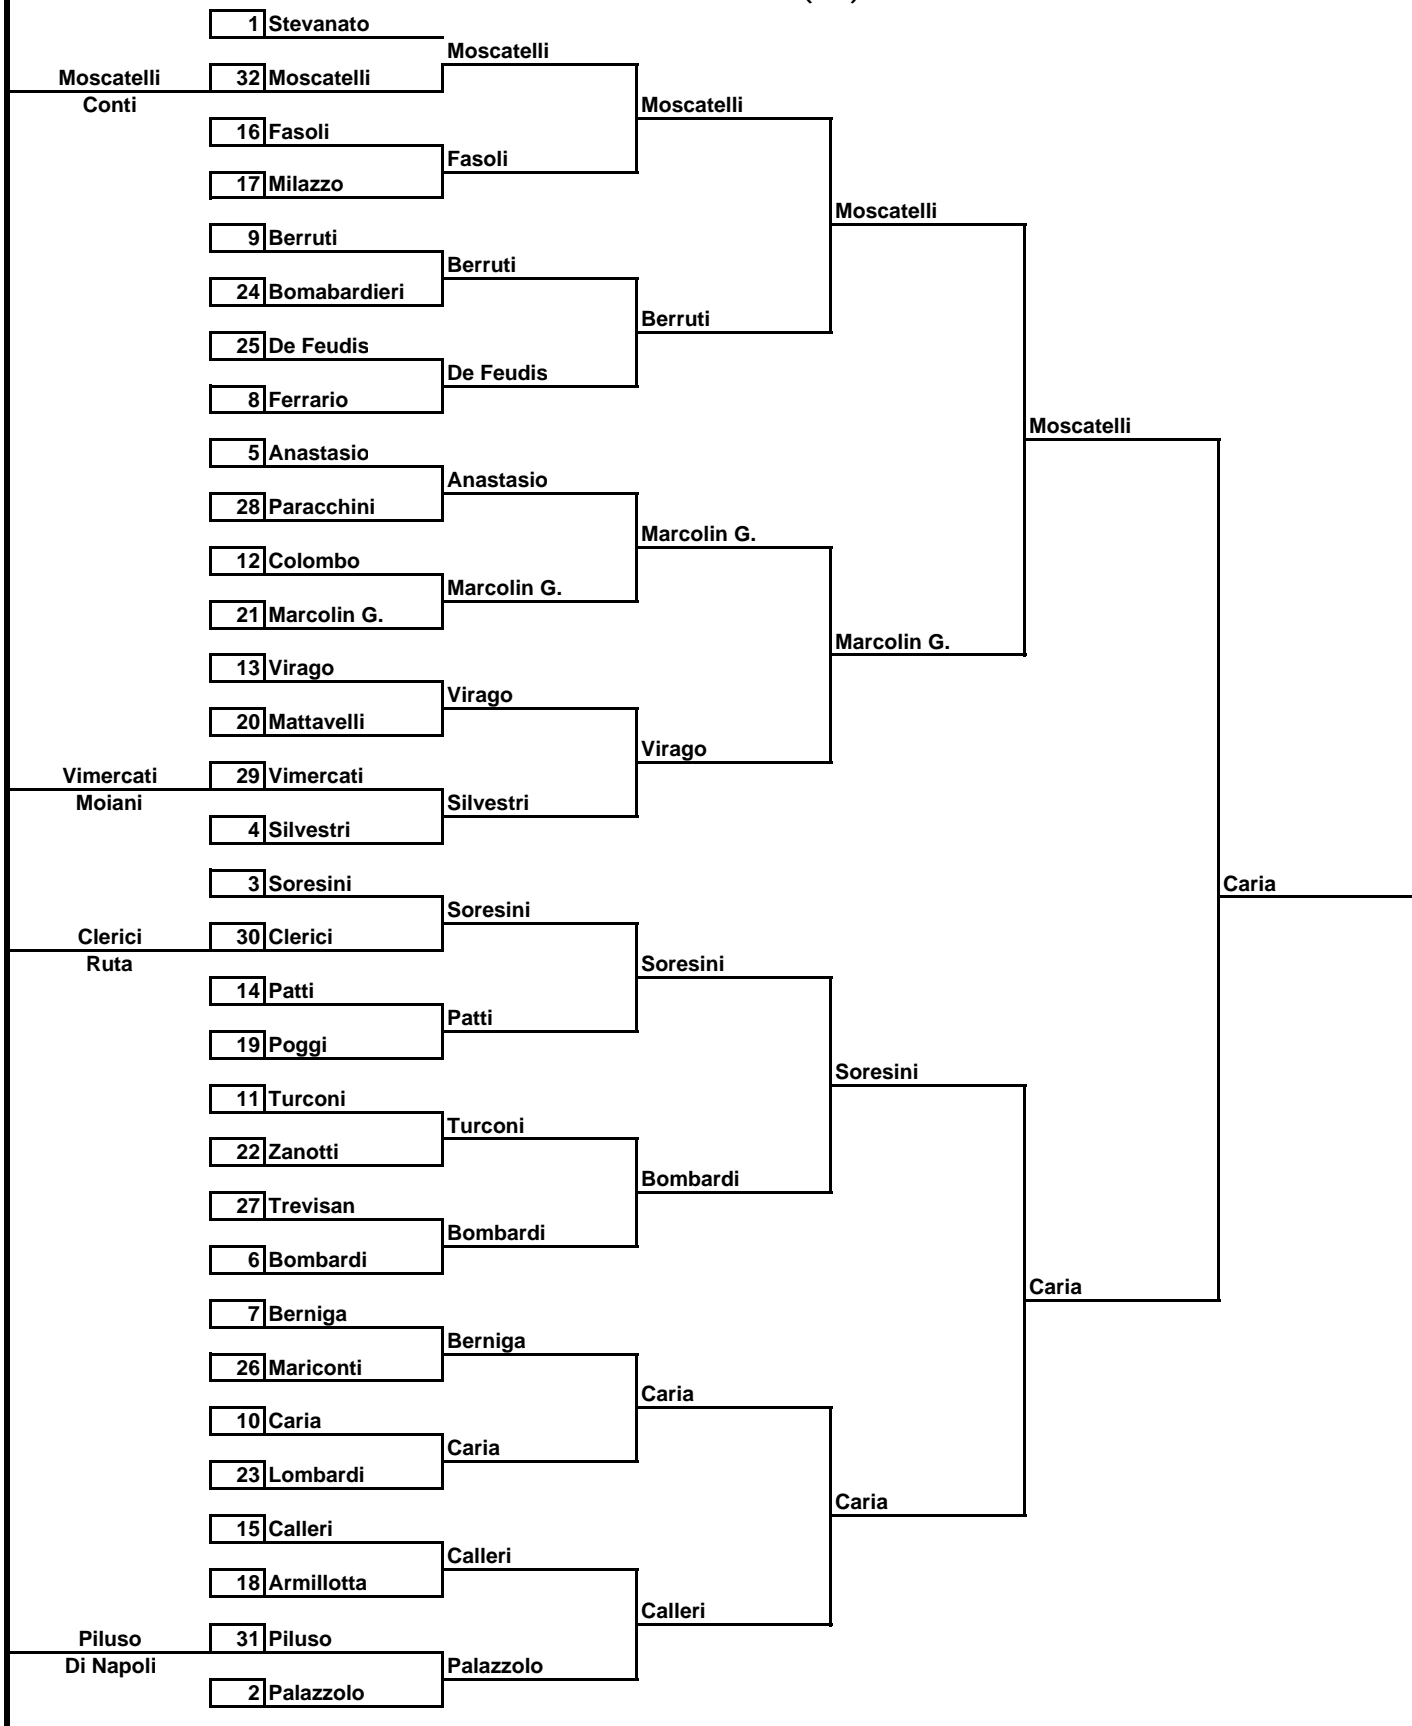 1 Stevanato
Moscatelli
Moscatelli
32 Moscatelli
Conti
Moscatelli
16 Fasoli
Fasoli
17 Milazzo
Moscatelli
9 Berruti
Berruti
24 Bomabardieri
Berruti
25 De Feudis
De Feudis
8 Ferrario
Moscatelli
5 Anastasio
Anastasio
28 Paracchini
Marcolin G.
12 Colombo
Marcolin G.
21 Marcolin G.
Marcolin G.
13 Virago
Virago
20 Mattavelli
Virago
Vimercati
29 Vimercati
Moiani
Silvestri
4 Silvestri
3 Soresini
Caria
Soresini
Clerici
30 Clerici
Ruta
Soresini
14 Patti
Patti
19 Poggi
Soresini
11 Turconi
Turconi
22 Zanotti
Bombardi
27 Trevisan
Bombardi
6 Bombardi
Caria
7 Berniga
Berniga
26 Mariconti
Caria
10 Caria
Caria
23 Lombardi
Caria
15 Calleri
Calleri
18 Armillotta
Calleri
Piluso
31 Piluso
Di Napoli
Palazzolo
2 Palazzolo